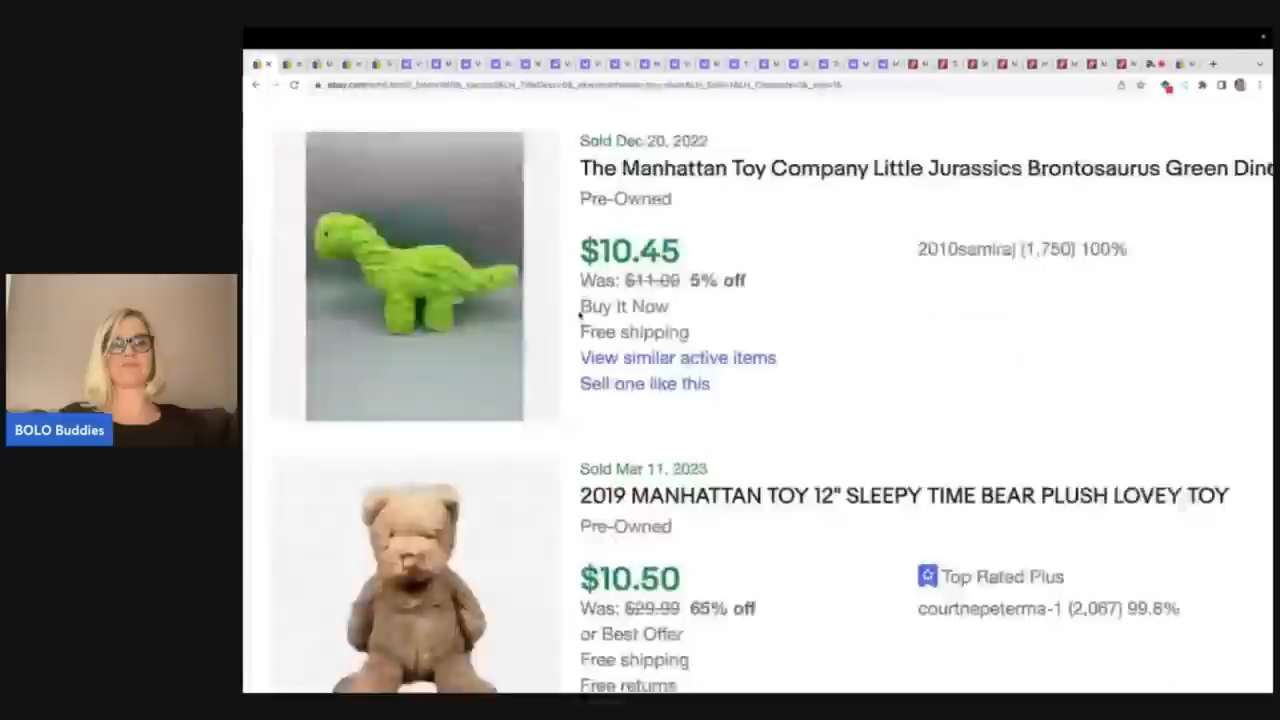 Sold Dec 20, 2022
The Manhattan Toy Company Little Jurassics Brontosaurus Green Dino
Pre-Owned
$10.45
2010samiraj (1,750) 100%
Was: $11.00 5% off
Buy It Now
Free shipping
View similar active items
Sell one like this
BOLO Buddies
Sold Mar 11, 2023
2019 MANHATTAN TOY 12" SLEEPY TIME BEAR PLUSH LOVEY TOY
Pre-Owned
$10.50
Top Rated Plus
Was: $29.99 65% off
courtnepeterma-1 (2,067) 99.8%
or Best Offer
Free shipping
Free returns